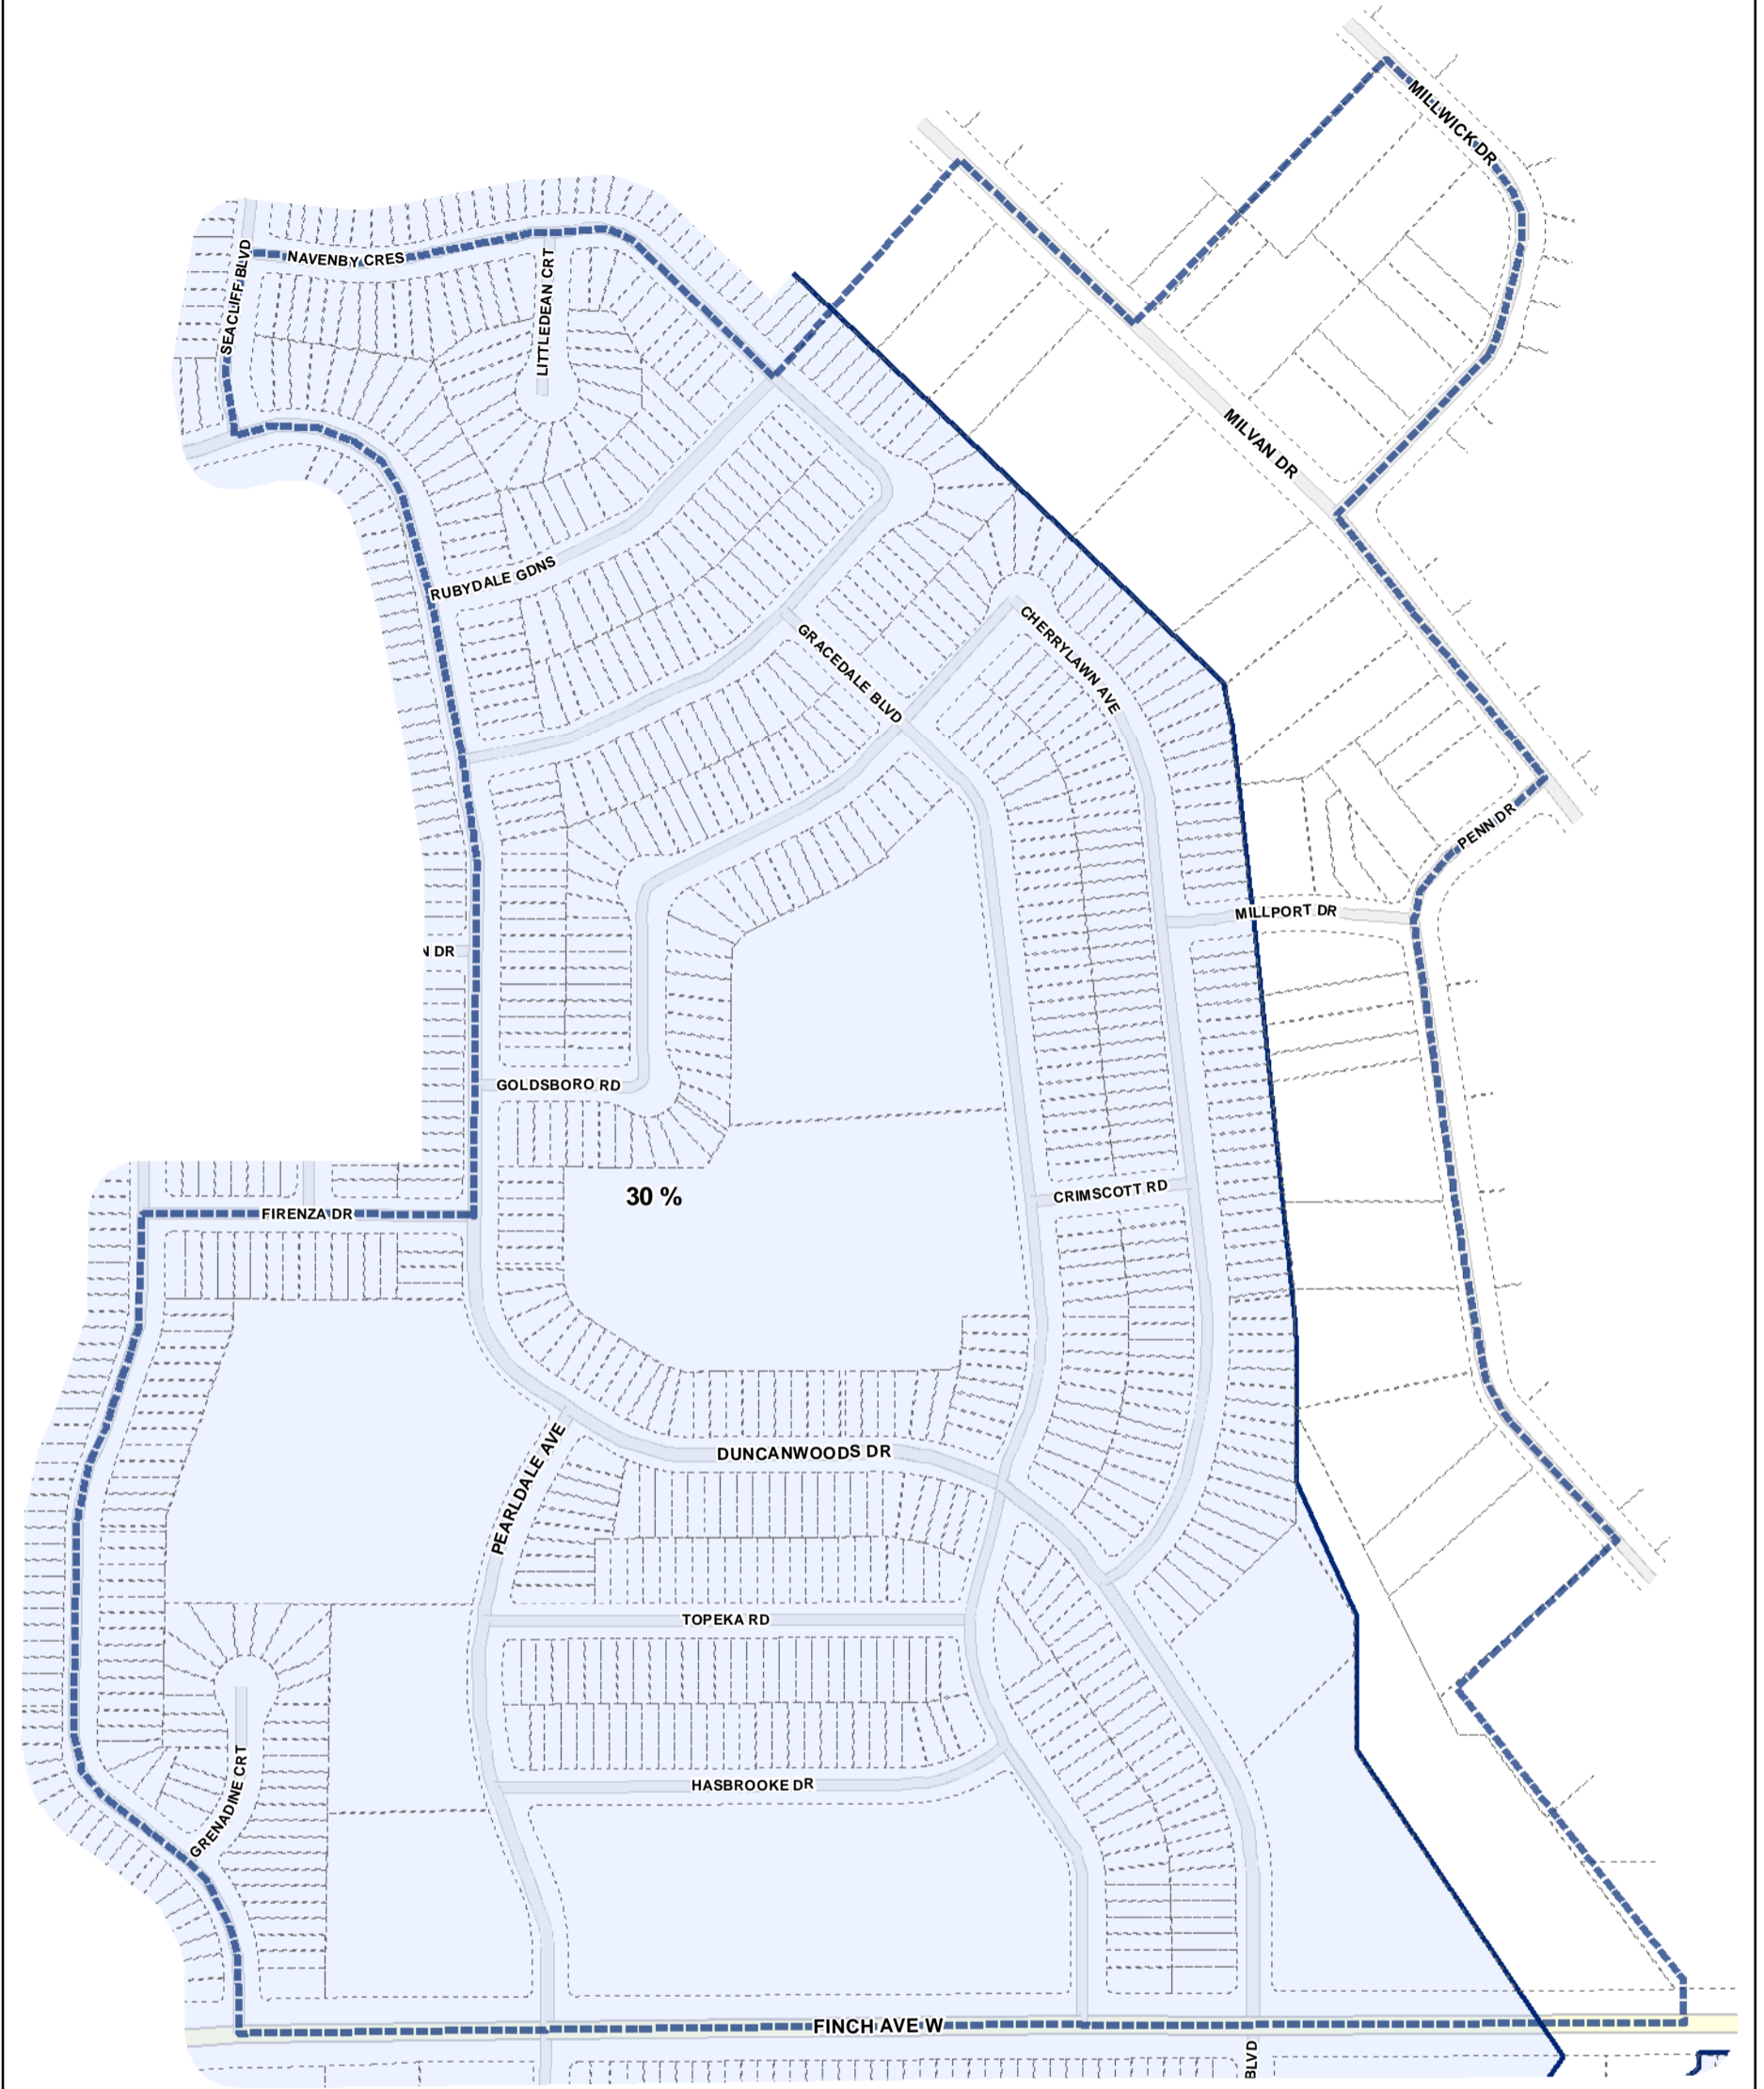 MILLWICK DR
NAVENBY CRES
SEACLIFF BLVD
LITTLEDEAN CRT
MILVAN DR
RUBYDALE GDNS
GRACEDALE BLVD
CHERRYLAWN AVE
PENN DR
MILLPORT DR
N DR
GOLDSBORO RD
30 %
CRIMSCOTT RD
FIRENZA DR
DUNCANWOODS DR
PEARLDALE AVE
TOPEKA RD
HASBROOKE DR
GRENADINE CRT
FINCH AVE W
BLVD